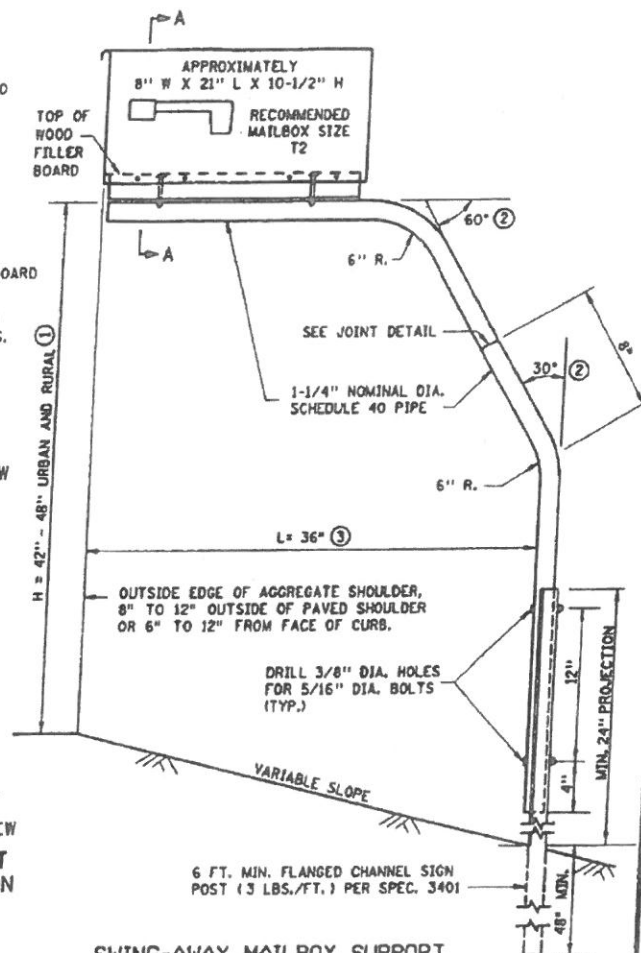 A
APPROXIMATELY
8" W X 21" L X 10-1/2" H
TOP OF
WOOD
FILLER
BOARD
RECOMMENDED
MAILBOX SIZE
T2
A
60° ②
6" R.
OARD
S.
SEE JOINT DETAIL
8"
30° ②
1-1/4" NOMINAL DIA.
SCHEDULE 40 PIPE
H = 42" - 48" URBAN AND RURAL ①
W
6" R.
L= 36" ③
OUTSIDE EDGE OF AGGREGATE SHOULDER,
8" TO 12" OUTSIDE OF PAVED SHOULDER
OR 6" TO 12" FROM FACE OF CURB.
DRILL 3/8" DIA. HOLES
FOR 5/16" DIA. BOLTS
(TYP.)
12"
4"
MIN. 24" PROJECTION
VARIABLE SLOPE
EW
T
N
6 FT. MIN. FLANGED CHANNEL SIGN
POST (3 LBS./FT.) PER SPEC. 3401
48" MIN.
SWING-AWAY MAILBOX SUPPORT